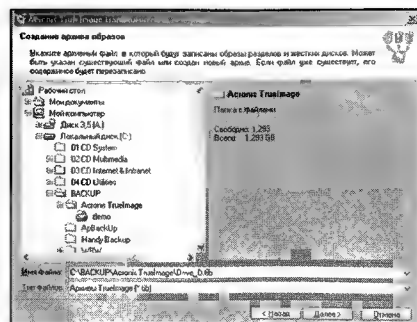 Acronis True Image
Создание архива образов
Укажите архивный файл в который будут записаны образы разделов и жестких дисков. Может
быть указан существующий файл или создан новый архив. Если файл уже существует, его
содержимое будет перезаписано
Рабочий стол
Мои документы
Мой компьютер
Диск 3,5 (A:)
Локальный диск (C:)
01 CD System
02 CD Multimedia
03 CD Internet & Intranet
04 CD Utilities
BACKUP
Acronis TrueImage
demo
ApBackUp
Handy Backup
Acronis TrueImage
Папка с файлами
Свободно: 1,293
Всего: 1,293 GB
Имя файла: C:\BACKUP\Acronis TrueImage\Drive_D.tib
Тип файлов: Архивы TrueImage (*.tib)
< Назад
Далее >
Отмена